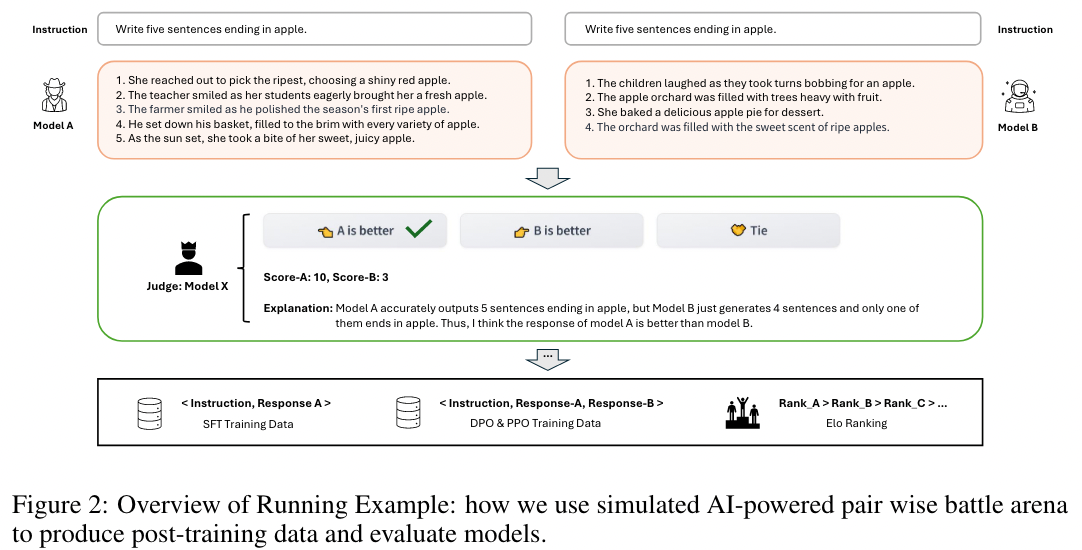 Instruction
Write five sentences ending in apple.
Write five sentences ending in apple.
Instruction
Model A
1. She reached out to pick the ripest, choosing a shiny red apple.
2. The teacher smiled as her students eagerly brought her a fresh apple.
3. The farmer smiled as he polished the season's first ripe apple.
4. He set down his basket, filled to the brim with every variety of apple.
5. As the sun set, she took a bite of her sweet, juicy apple.
1. The children laughed as they took turns bobbing for an apple.
2. The apple orchard was filled with trees heavy with fruit.
3. She baked a delicious apple pie for dessert.
4. The orchard was filled with the sweet scent of ripe apples.
Model B
Judge: Model X
A is better
B is better
Tie
Score-A: 10, Score-B: 3
Explanation: Model A accurately outputs 5 sentences ending in apple, but Model B just generates 4 sentences and only one of
them ends in apple. Thus, I think the response of model A is better than model B.
...
< Instruction, Response A >
SFT Training Data
< Instruction, Response-A, Response-B >
DPO & PPO Training Data
Rank_A > Rank_B > Rank_C > ...
Elo Ranking
Figure 2: Overview of Running Example: how we use simulated AI-powered pair wise battle arena
to produce post-training data and evaluate models.